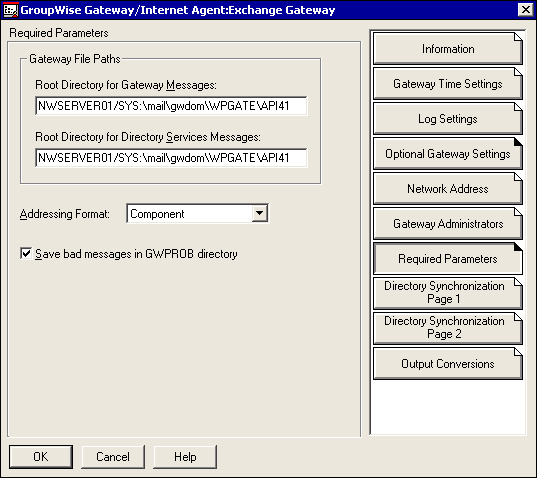 GroupWise Gateway/Internet Agent:Exchange Gateway
Required Parameters
Gateway File Paths
Root Directory for Gateway Messages:
NWSERVER01/SYS:\mail\gwdom\WPGATE\API41
Root Directory for Directory Services Messages:
NWSERVER01/SYS:\mail\gwdom\WPGATE\API41
Addressing Format:
Component
Save bad messages in GWPROB directory
Information
Gateway Time Settings
Log Settings
Optional Gateway Settings
Network Address
Gateway Administrators
Required Parameters
Directory Synchronization
Page 1
Directory Synchronization
Page 2
Output Conversions
OK
Cancel
Help